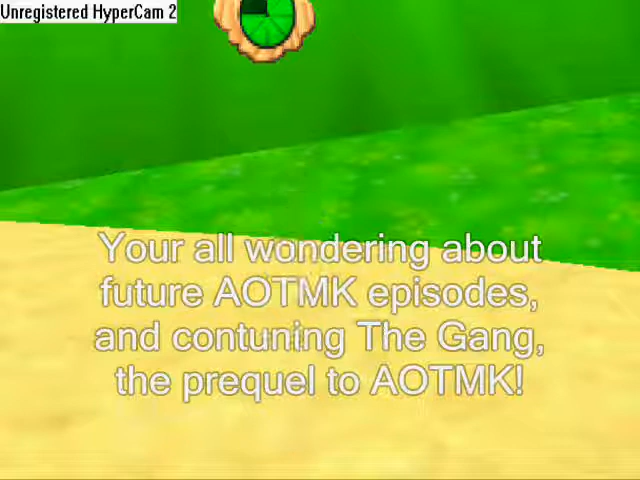 Unregistered HyperCam 2
Your all wondering about
future AOTMK episodes,
and contuning The Gang,
the prequel to AOTMK!